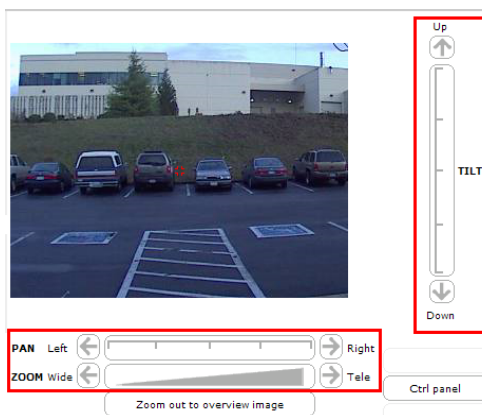 Up
TILT
Down
PAN Left Right
ZOOM Wide Tele
Ctrl panel
Zoom out to overview image